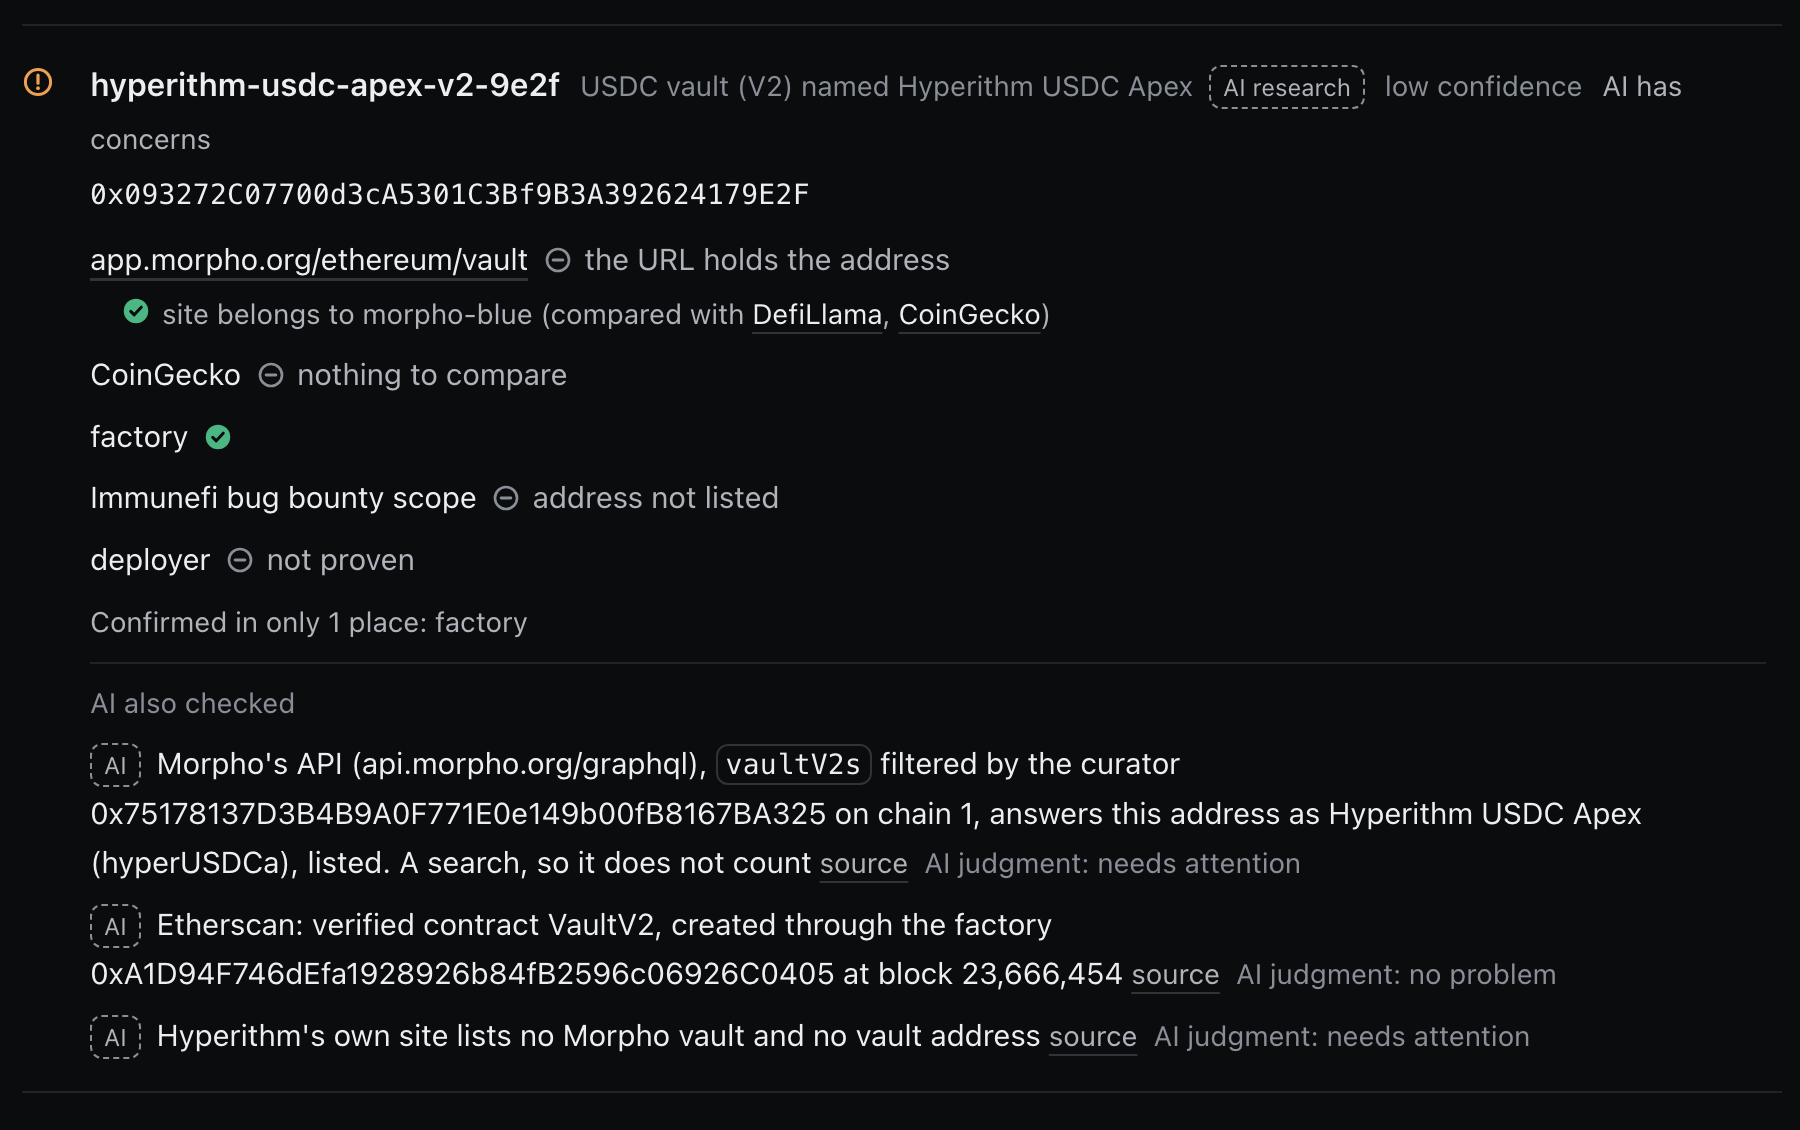 hyperithm-usdc-apex-v2-9e2f USDC vault (V2) named Hyperithm USDC Apex AI research low confidence AI has
concerns
0x093272C07700d3cA5301C3Bf9B3A392624179E2F
app.morpho.org/ethereum/vault the URL holds the address
site belongs to morpho-blue (compared with DefiLlama, CoinGecko)
CoinGecko nothing to compare
factory
Immunefi bug bounty scope address not listed
deployer not proven
Confirmed in only 1 place: factory
AI also checked
AI Morpho's API (api.morpho.org/graphql), vaultV2s filtered by the curator
0x75178137D3B4B9A0F771E0e149b00fB8167BA325 on chain 1, answers this address as Hyperithm USDC Apex
(hyperUSDCa), listed. A search, so it does not count source AI judgment: needs attention
AI Etherscan: verified contract VaultV2, created through the factory
0xA1D94F746dEfa1928926b84fB2596c06926C0405 at block 23,666,454 source AI judgment: no problem
AI Hyperithm's own site lists no Morpho vault and no vault address source AI judgment: needs attention